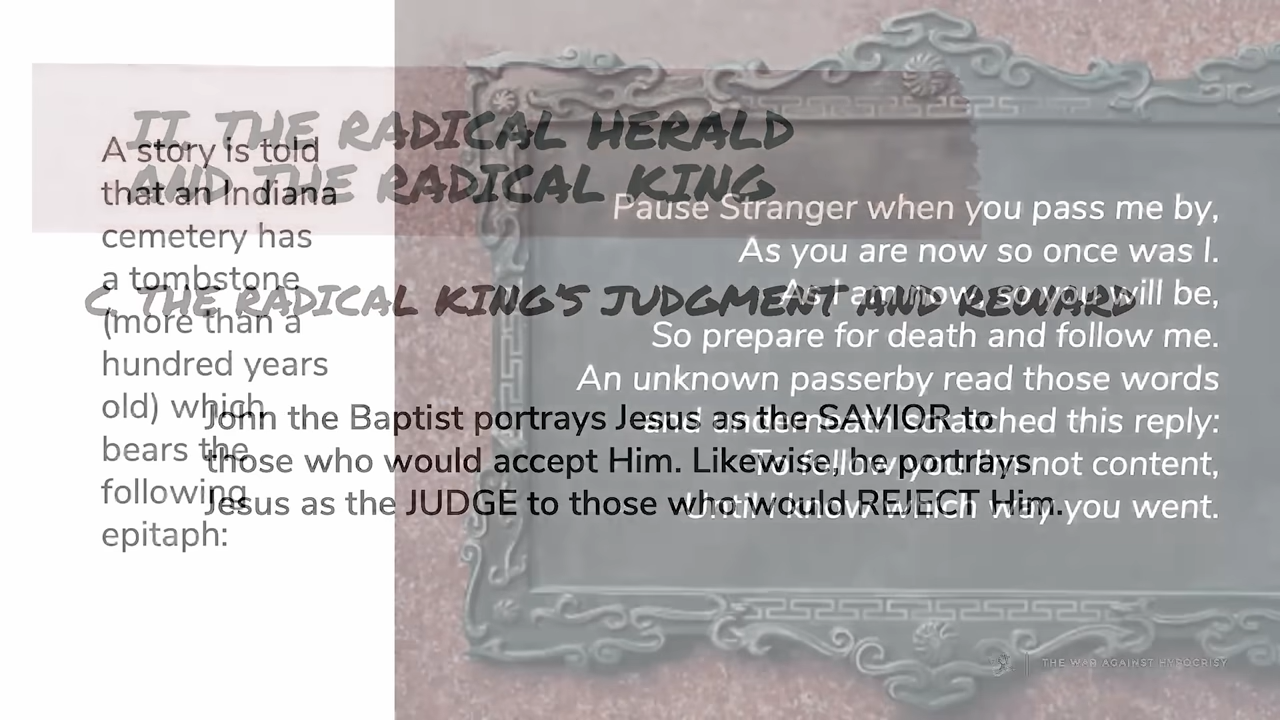 II. THE RADICAL HERALD
AND THE RADICAL KING
C. THE RADICAL KING'S JUDGMENT AND REWARD
John the Baptist portrays Jesus as the SAVIOR to
those who would accept Him. Likewise, he portrays
Jesus as the JUDGE to those who would REJECT Him.
A story is told
that an Indiana
cemetery has
a tombstone
(more than a
hundred years
old) which
bears the
following
epitaph:
Pause Stranger when you pass me by,
As you are now so once was I.
As I am now, so you will be,
So prepare for death and follow me.
An unknown passerby read those words
and underneath scratched this reply:
To follow you I'm not content,
Until I know which way you went.
THE WAR AGAINST HYPOCRISY